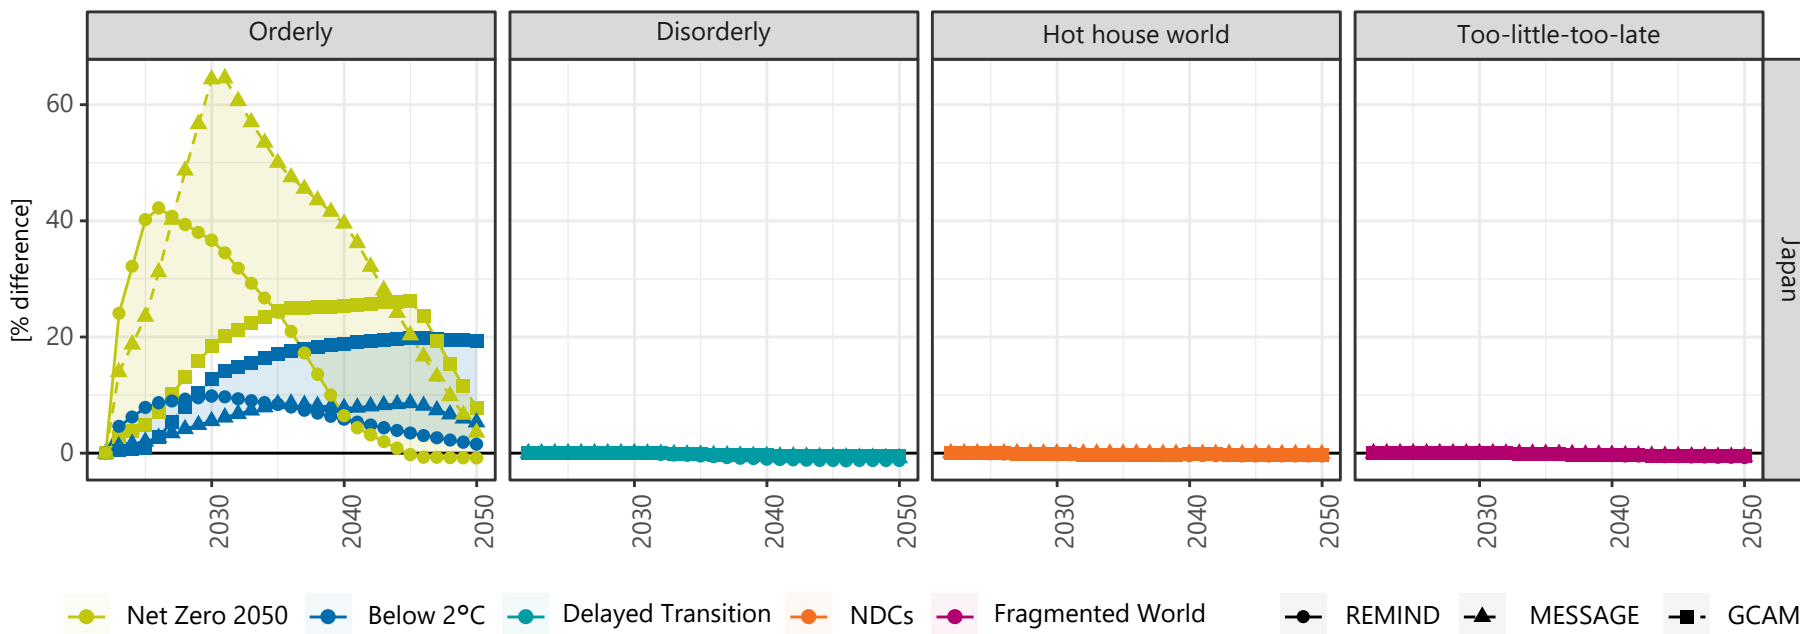 Orderly Disorderly Hot house world Too-little-too-late
[% difference]
60
40
20
0
Japan
2030 2040 2050 2030 2040 2050 2030 2040 2050 2030 2040 2050
Net Zero 2050 Below 2°C Delayed Transition NDCs Fragmented World REMIND MESSAGE GCAM